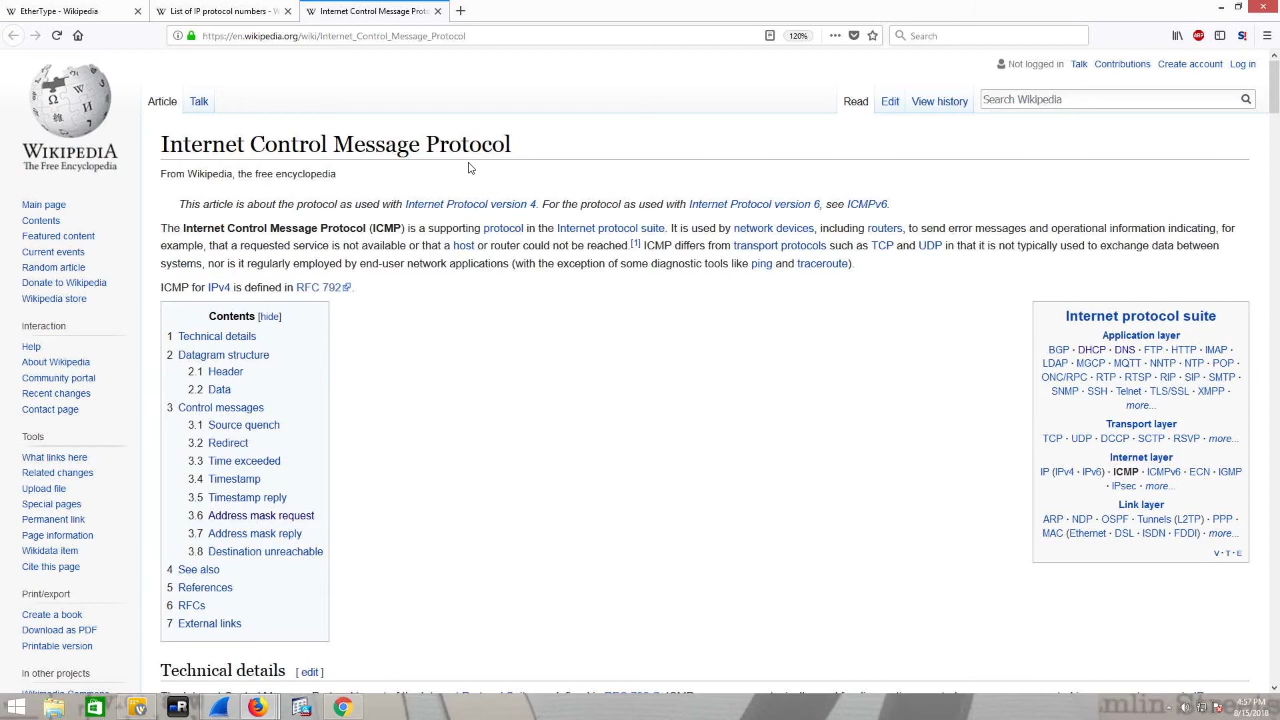 EtherType - Wikipedia
List of IP protocol numbers -
Internet Control Message Proto
https://en.wikipedia.org/wiki/Internet_Control_Message_Protocol
120%
Search
Not logged in Talk Contributions Create account Log in
Article Talk
Read Edit View history
Search Wikipedia
WIKIPEDIA
The Free Encyclopedia
Main page
Contents
Featured content
Current events
Random article
Donate to Wikipedia
Wikipedia store
Interaction
Help
About Wikipedia
Community portal
Recent changes
Contact page
Tools
What links here
Related changes
Upload file
Special pages
Permanent link
Page information
Wikidata item
Cite this page
Print/export
Create a book
Download as PDF
Printable version
In other projects
Wikimedia Commons
Internet Control Message Protocol
From Wikipedia, the free encyclopedia
This article is about the protocol as used with Internet Protocol version 4. For the protocol as used with Internet Protocol version 6, see ICMPv6.
The Internet Control Message Protocol (ICMP) is a supporting protocol in the Internet protocol suite. It is used by network devices, including routers, to send error messages and operational information indicating, for
example, that a requested service is not available or that a host or router could not be reached.[1] ICMP differs from transport protocols such as TCP and UDP in that it is not typically used to exchange data between
systems, nor is it regularly employed by end-user network applications (with the exception of some diagnostic tools like ping and traceroute).
ICMP for IPv4 is defined in RFC 792.
Contents [hide]
1 Technical details
2 Datagram structure
2.1 Header
2.2 Data
3 Control messages
3.1 Source quench
3.2 Redirect
3.3 Time exceeded
3.4 Timestamp
3.5 Timestamp reply
3.6 Address mask request
3.7 Address mask reply
3.8 Destination unreachable
4 See also
5 References
6 RFCs
7 External links
Internet protocol suite
Application layer
BGP · DHCP · DNS · FTP · HTTP · IMAP ·
LDAP · MGCP · MQTT · NNTP · NTP · POP ·
ONC/RPC · RTP · RTSP · RIP · SIP · SMTP ·
SNMP · SSH · Telnet · TLS/SSL · XMPP ·
more...
Transport layer
TCP · UDP · DCCP · SCTP · RSVP · more...
Internet layer
IP (IPv4 · IPv6) · ICMP · ICMPv6 · ECN · IGMP
· IPsec · more...
Link layer
ARP · NDP · OSPF · Tunnels (L2TP) · PPP ·
MAC (Ethernet · DSL · ISDN · FDDI) · more...
V · T · E
Technical details [ edit ]
4:57 PM
8/15/2018